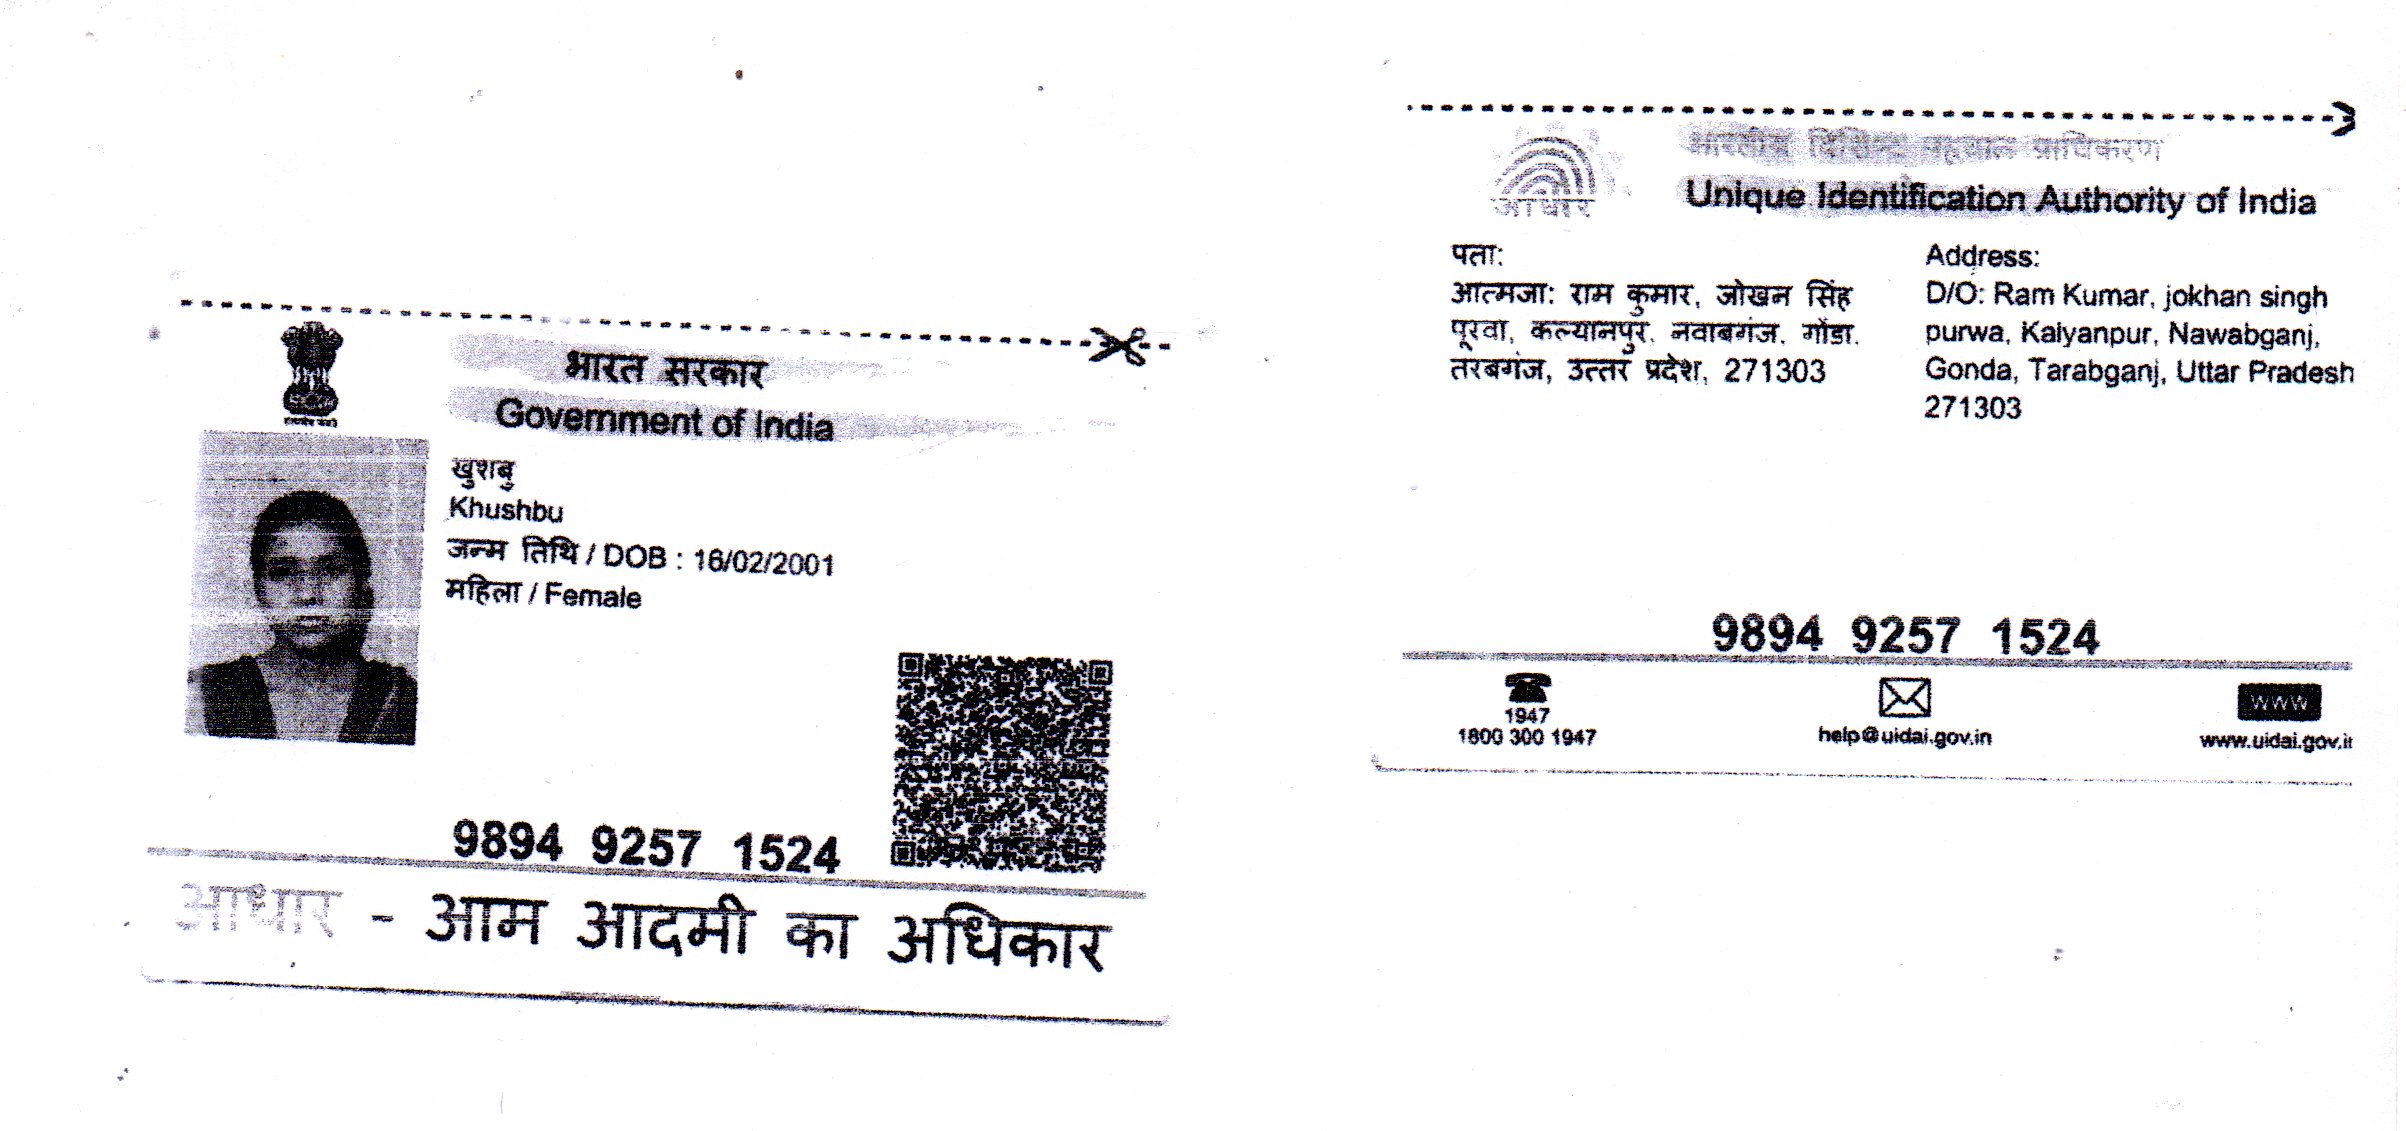 भारत सरकार
Government of India
खुशबु
Khushbu
जन्म तिथि / DOB : 16/02/2001
महिला / Female
9894 9257 1524
आधार - आम आदमी का अधिकार
भारतीय विशिष्ट पहचान प्राधिकरण
आधार
Unique Identification Authority of India
पता:
आत्मजा: राम कुमार, जोखन सिंह
पूरवा, कल्यानपुर, नवाबगंज, गोंडा,
तरबगंज, उत्तर प्रदेश, 271303
Address:
D/O: Ram Kumar, jokhan singh
purwa, Kalyanpur, Nawabganj,
Gonda, Tarabganj, Uttar Pradesh
271303
9894 9257 1524
1947
1800 300 1947
help@uidai.gov.in
WWW
www.uidai.gov.i